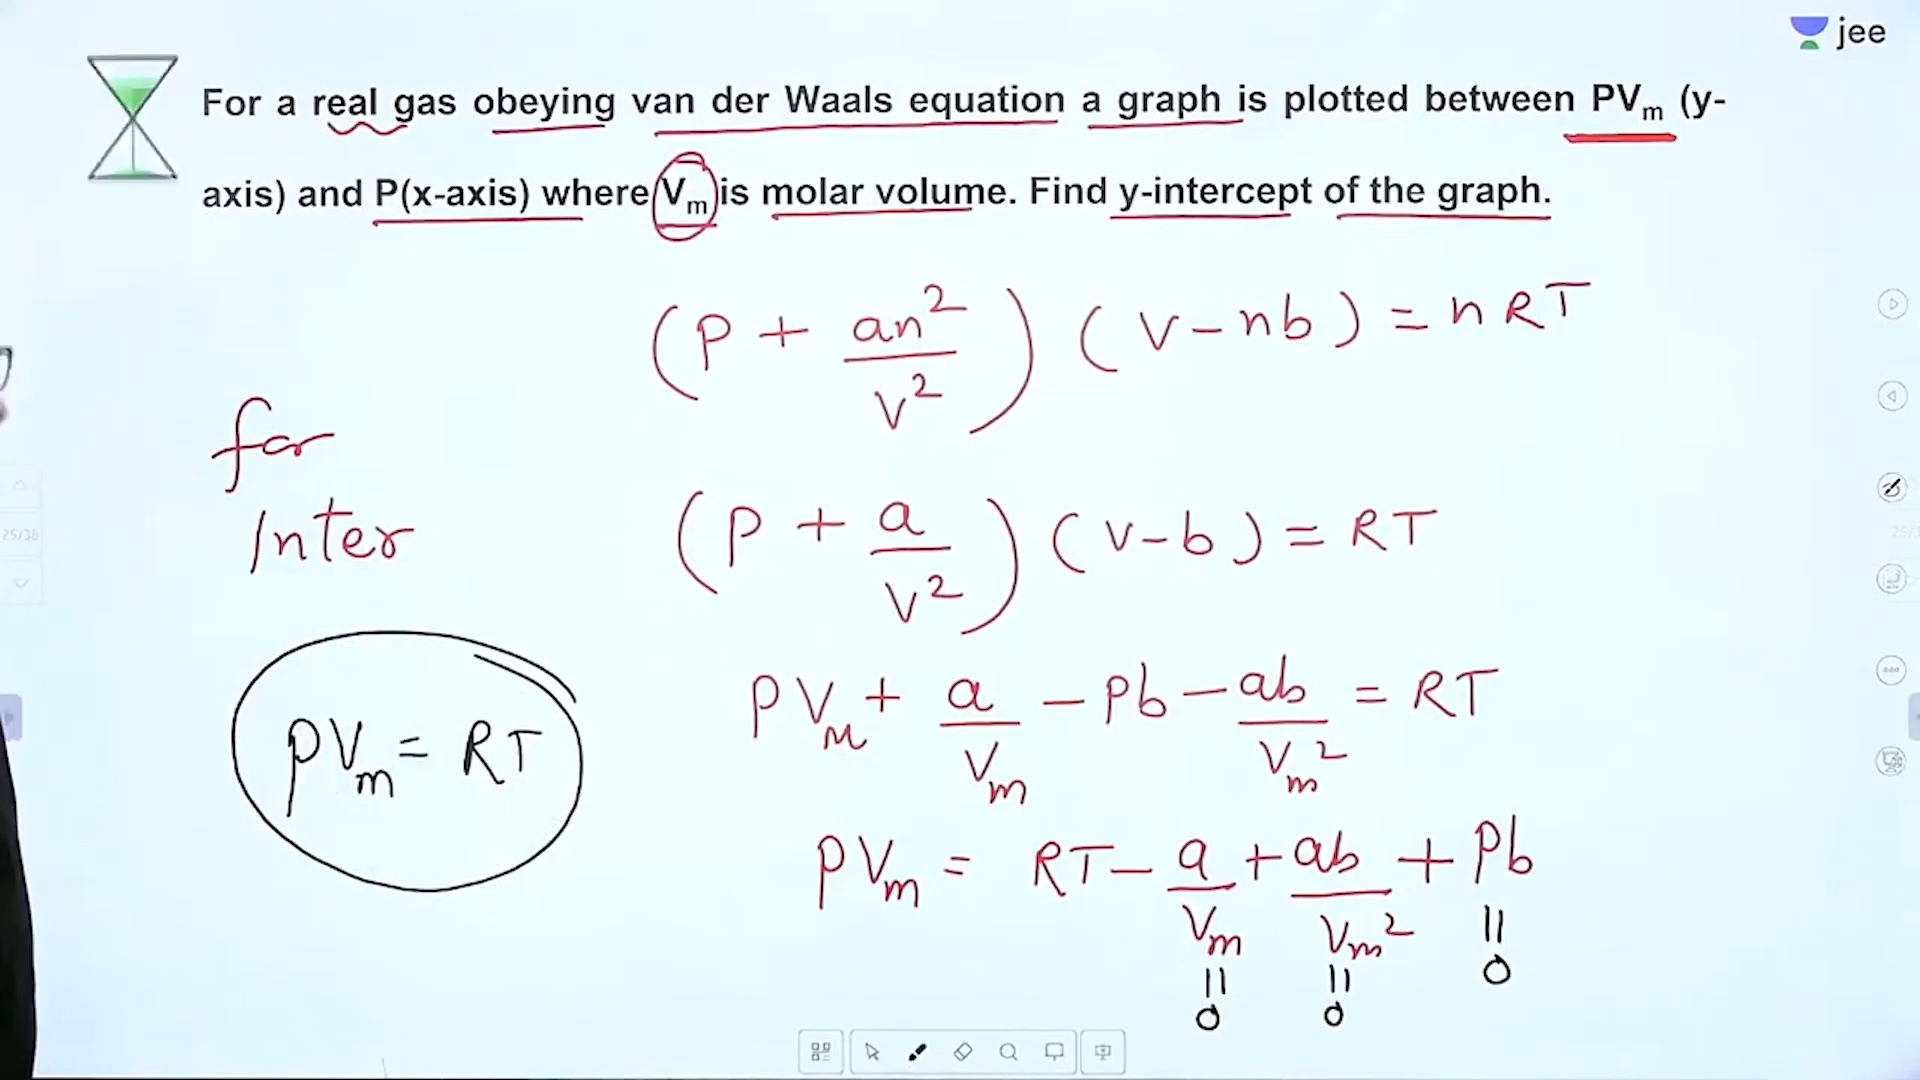 jee
For a real gas obeying van der Waals equation a graph is plotted between PVm (y-
axis) and P(x-axis) where Vm is molar volume. Find y-intercept of the graph.
(P + an²/V²) (V - nb) = nRT
for
Inter
(P + a/V²) (V-b) = RT
PVm + a/Vm - Pb - ab/Vm² = RT
PVm = RT
PVm = RT - a/Vm + ab/Vm² + Pb
|| || ||
0 0 0
25/38